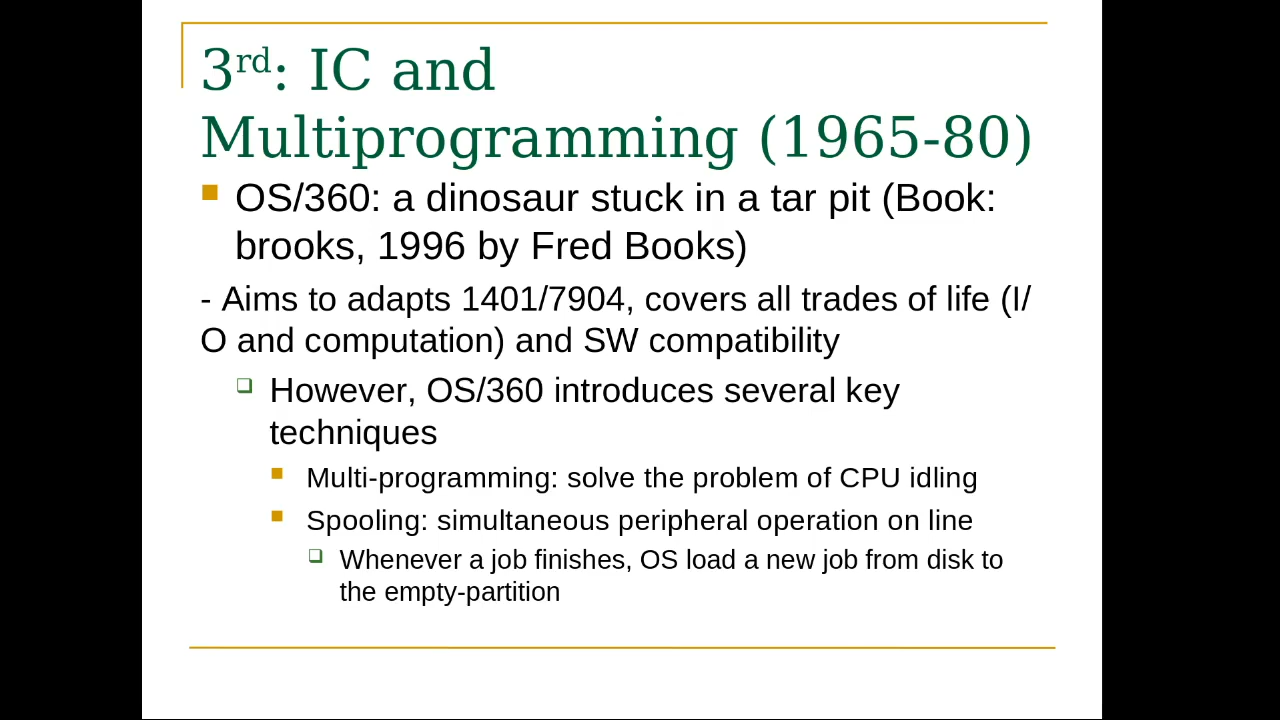 3rd: IC and
Multiprogramming (1965-80)
OS/360: a dinosaur stuck in a tar pit (Book:
brooks, 1996 by Fred Books)
- Aims to adapts 1401/7904, covers all trades of life (I/
O and computation) and SW compatibility
However, OS/360 introduces several key
techniques
Multi-programming: solve the problem of CPU idling
Spooling: simultaneous peripheral operation on line
Whenever a job finishes, OS load a new job from disk to
the empty-partition